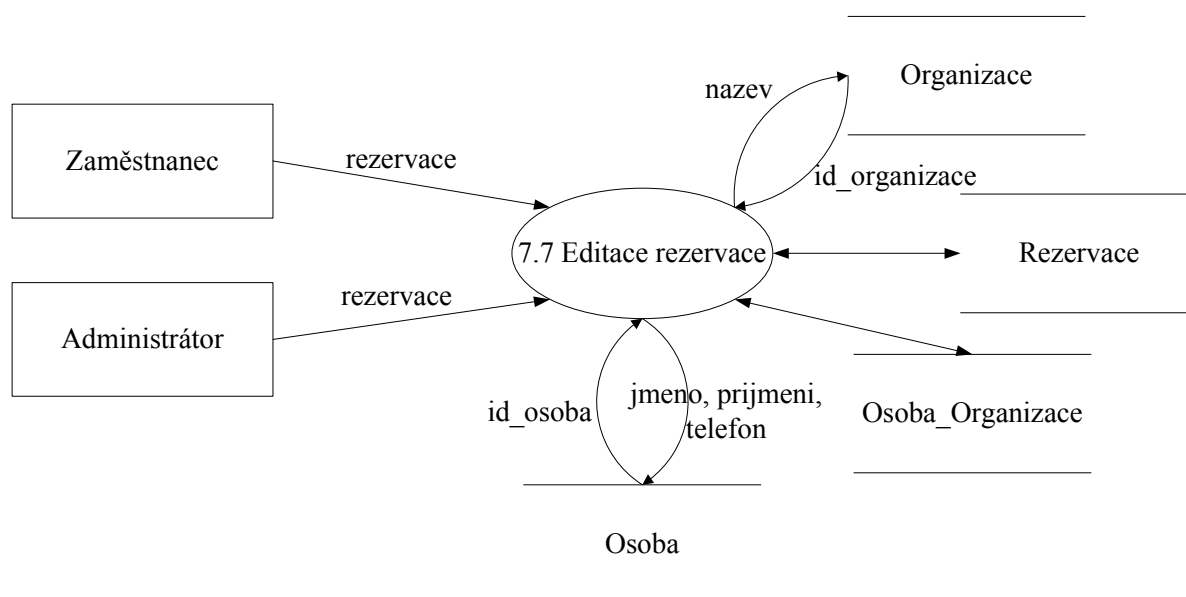 Organizace
nazev
Zaměstnanec
rezervace
id_organizace
7.7 Editace rezervace
Rezervace
rezervace
Administrátor
jmeno, prijmeni,
id_osoba
Osoba_Organizace
telefon
Osoba